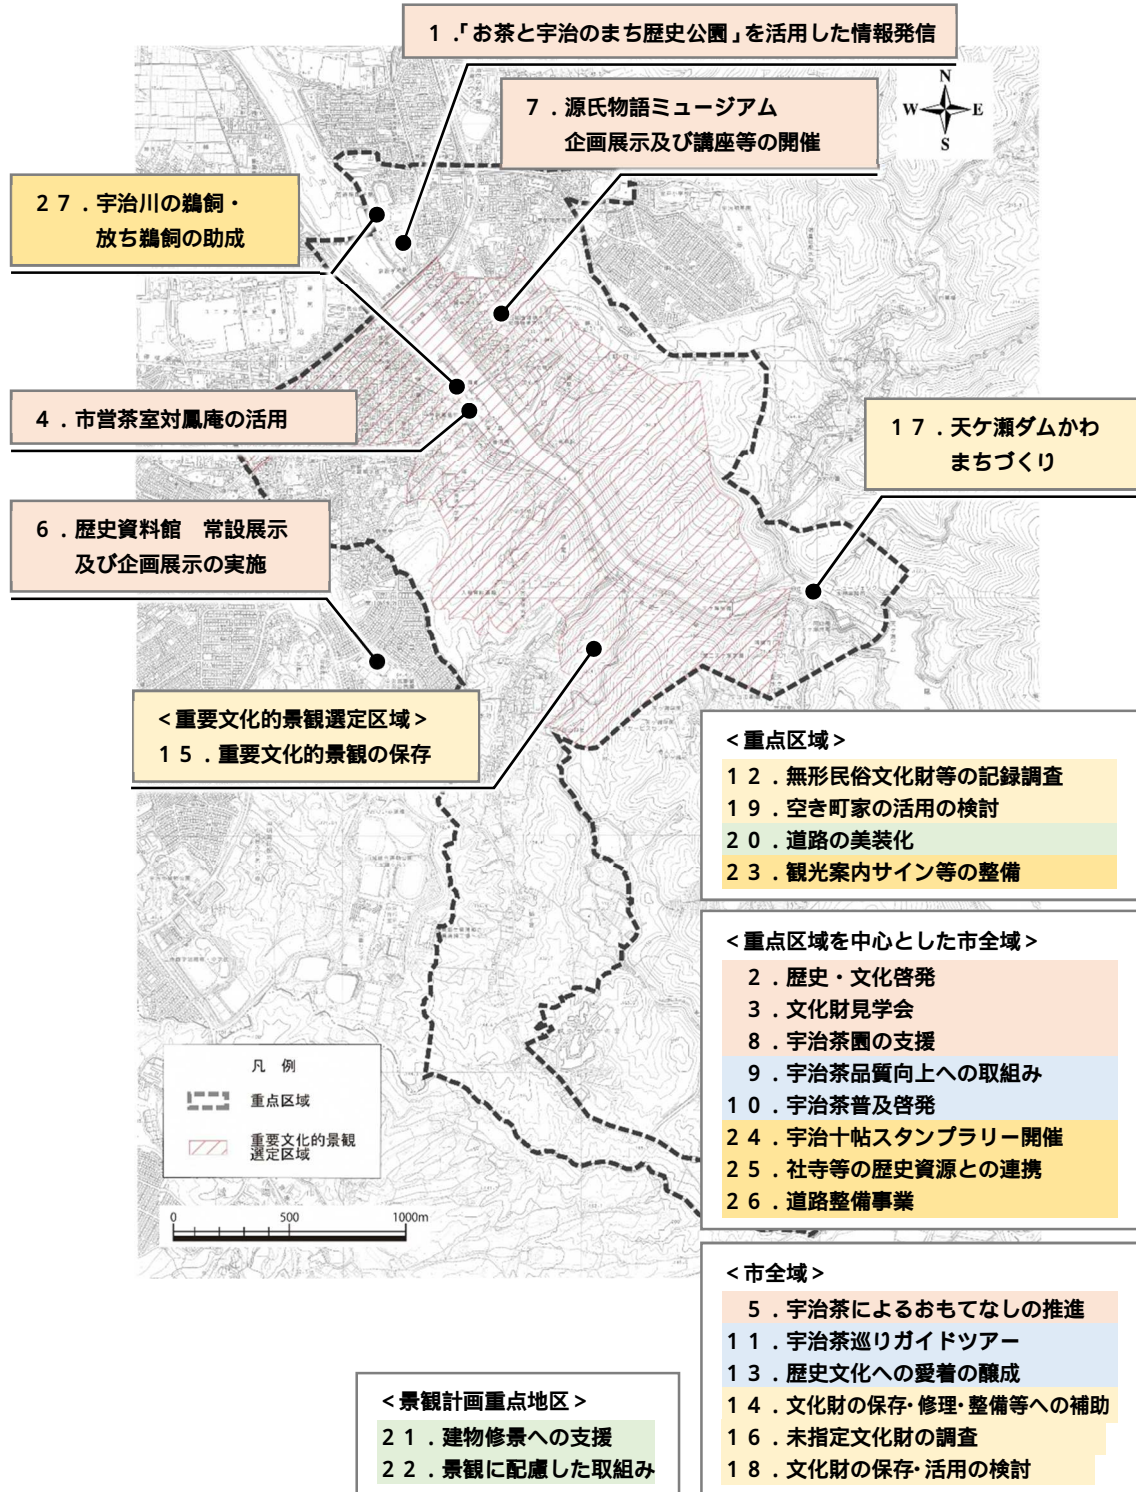 1．「お茶と宇治のまち歴史公園」を活用した情報発信
7．源氏物語ミュージアム
企画展示及び講座等の開催
N
W
E
S
27．宇治川の鵜飼・
放ち鵜飼の助成
4．市営茶室対鳳庵の活用
17．天ケ瀬ダムかわ
まちづくり
6．歴史資料館　常設展示
及び企画展示の実施
＜重要文化的景観選定区域＞
15．重要文化的景観の保存
＜重点区域＞
12．無形民俗文化財等の記録調査
19．空き町家の活用の検討
20．道路の美装化
23．観光案内サイン等の整備
＜重点区域を中心とした市全域＞
2．歴史・文化啓発
3．文化財見学会
8．宇治茶園の支援
9．宇治茶品質向上への取組み
10．宇治茶普及啓発
24．宇治十帖スタンプラリー開催
25．社寺等の歴史資源との連携
26．道路整備事業
凡　例
重点区域
重要文化的景観
選定区域
0
500
1000m
＜市全域＞
5．宇治茶によるおもてなしの推進
11．宇治茶巡りガイドツアー
13．歴史文化への愛着の醸成
14．文化財の保存・修理・整備等への補助
16．未指定文化財の調査
18．文化財の保存・活用の検討
＜景観計画重点地区＞
21．建物修景への支援
22．景観に配慮した取組み